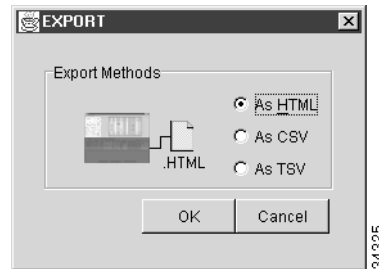 EXPORT
Export Methods
As HTML
As CSV
.HTML
As TSV
OK Cancel
34325